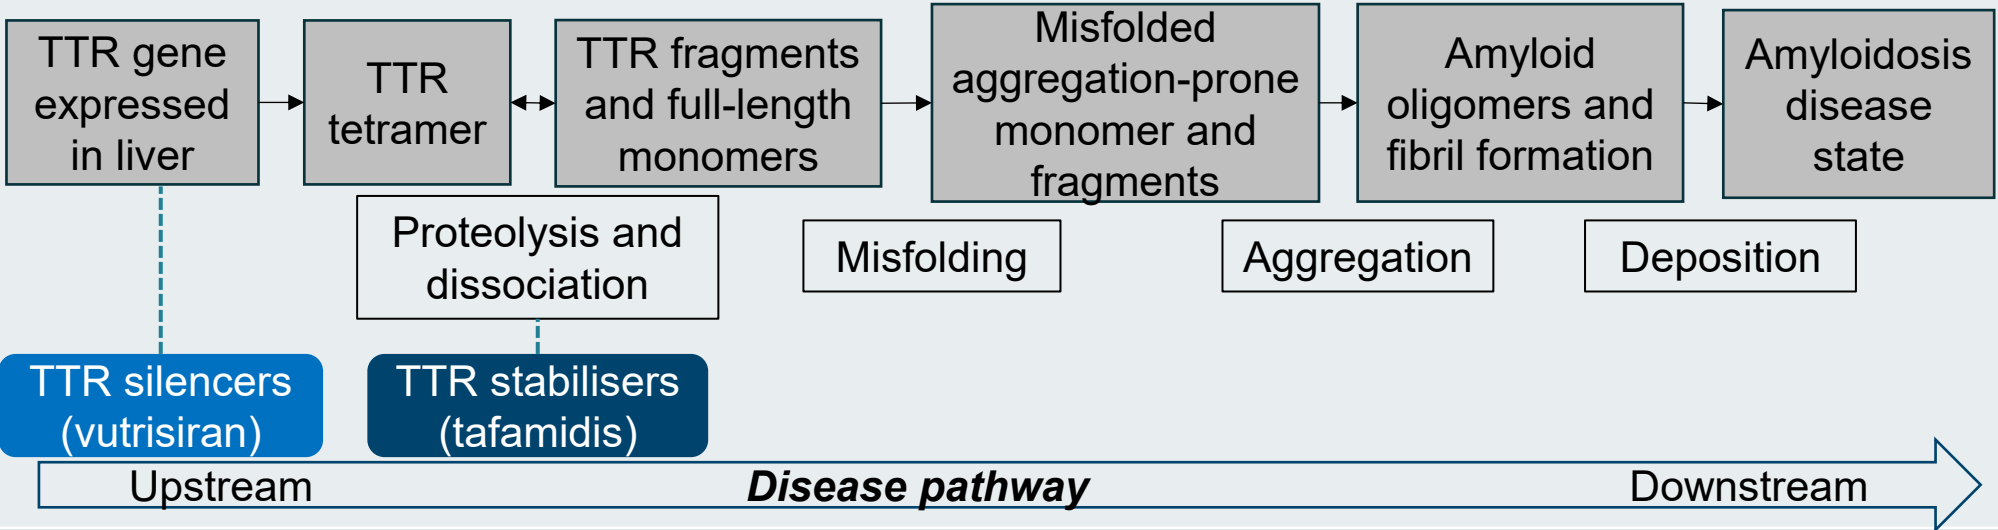 TTR gene
expressed
in liver
TTR
tetramer
TTR fragments
and full-length
monomers
Misfolded
aggregation-prone
monomer and
fragments
Amyloid
oligomers and
fibril formation
Amyloidosis
disease
state
Proteolysis and
dissociation
Misfolding
Aggregation
Deposition
TTR silencers
(vutrisiran)
TTR stabilisers
(tafamidis)
Upstream
Disease pathway
Downstream